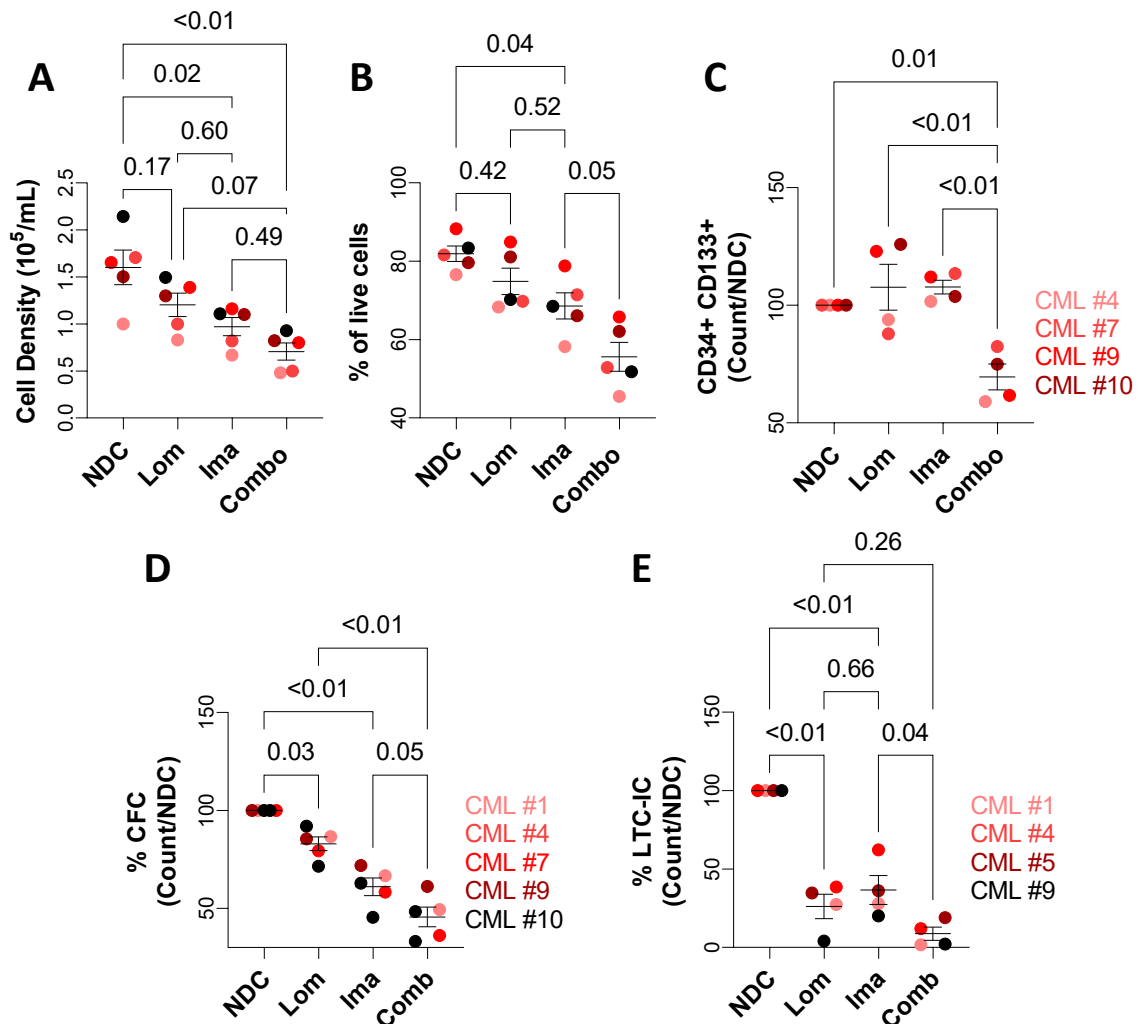 A
<0.01
0.02
0.60
0.17
0.07
0.49
Cell Density (10⁵/mL)
2.5
2.0
1.5
1.0
0.5
0.0
NDC
Lom
Ima
Combo
B
0.04
0.52
0.42
0.05
% of live cells
100
80
60
40
NDC
Lom
Ima
Combo
C
0.01
<0.01
<0.01
CD34+ CD133+
(Count/NDC)
150
100
50
NDC
Lom
Ima
Combo
CML #4
CML #7
CML #9
CML #10
D
<0.01
<0.01
0.03
0.05
% CFC
(Count/NDC)
150
100
50
NDC
Lom
Ima
Comb
CML #1
CML #4
CML #7
CML #9
CML #10
E
0.26
<0.01
0.66
<0.01
0.04
% LTC-IC
(Count/NDC)
150
100
50
0
NDC
Lom
Ima
Comb
CML #1
CML #4
CML #5
CML #9